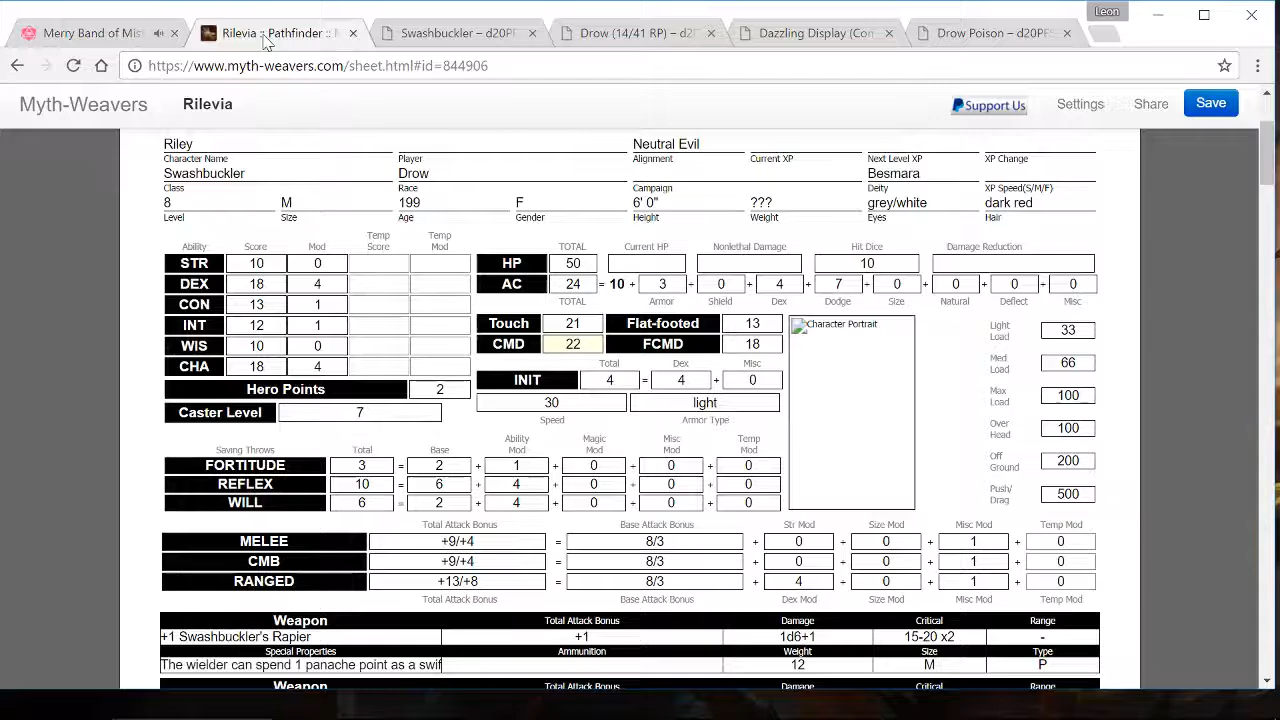 Leon
Merry Band of Mis
Rilevia :: Pathfinder ::
Swashbuckler – d20PF
Drow (14/41 RP) – d2
Dazzling Display (Com
Drow Poison – d20PFS
https://www.myth-weavers.com/sheet.html#id=844906
Myth-Weavers Rilevia Support Us Settings Share Save
Riley Neutral Evil
Character Name Player Alignment Current XP Next Level XP XP Change
Swashbuckler Drow Besmara
Class Race Campaign Deity XP Speed(S/M/F)
8 M 199 F 6' 0" ??? grey/white dark red
Level Size Age Gender Height Weight Eyes Hair
Ability Score Mod Temp Score Temp Mod TOTAL Current HP Nonlethal Damage Hit Dice Damage Reduction
STR 10 0 HP 50 10
DEX 18 4 AC 24 = 10 + 3 + 0 + 4 + 7 + 0 + 0 + 0 + 0
CON 13 1 TOTAL Armor Shield Dex Dodge Size Natural Deflect Misc
INT 12 1 Touch 21 Flat-footed 13 Character Portrait Light Load 33
WIS 10 0 CMD 22 FCMD 18
CHA 18 4 Total Dex Misc Med Load 66
Hero Points 2 INIT 4 = 4 + 0 Max Load 100
Caster Level 7 30 light
Speed Armor Type Over Head 100
Saving Throws Total Base Ability Mod Magic Mod Misc Mod Temp Mod
FORTITUDE 3 = 2 + 1 + 0 + 0 + 0 Off Ground 200
REFLEX 10 = 6 + 4 + 0 + 0 + 0 Push/ Drag 500
WILL 6 = 2 + 4 + 0 + 0 + 0
Total Attack Bonus Base Attack Bonus Str Mod Size Mod Misc Mod Temp Mod
MELEE +9/+4 = 8/3 + 0 + 0 + 1 + 0
CMB +9/+4 = 8/3 + 0 + 0 + 1 + 0
RANGED +13/+8 = 8/3 + 4 + 0 + 1 + 0
Total Attack Bonus Base Attack Bonus Dex Mod Size Mod Misc Mod Temp Mod
Weapon Total Attack Bonus Damage Critical Range
+1 Swashbuckler's Rapier +1 1d6+1 15-20 x2 -
Special Properties Ammunition Weight Size Type
The wielder can spend 1 panache point as a swif 12 M P
Weapon Total Attack Bonus Damage Critical Range